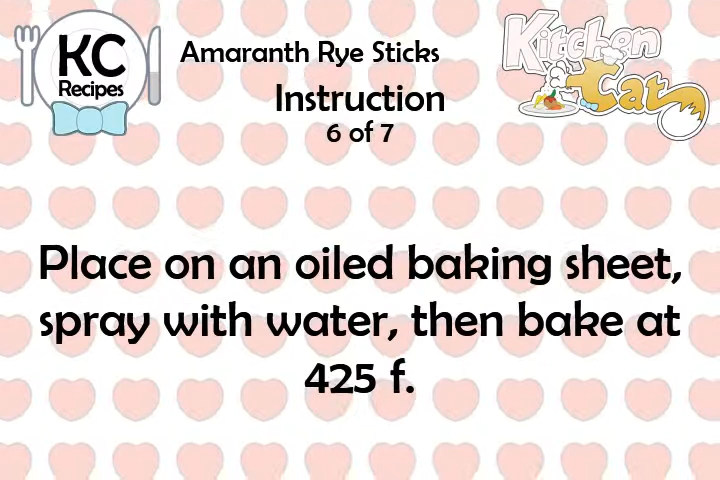 KC
Recipes
Amaranth Rye Sticks
Instruction
6 of 7
Kitchen
Cat
Place on an oiled baking sheet,
spray with water, then bake at
425 f.